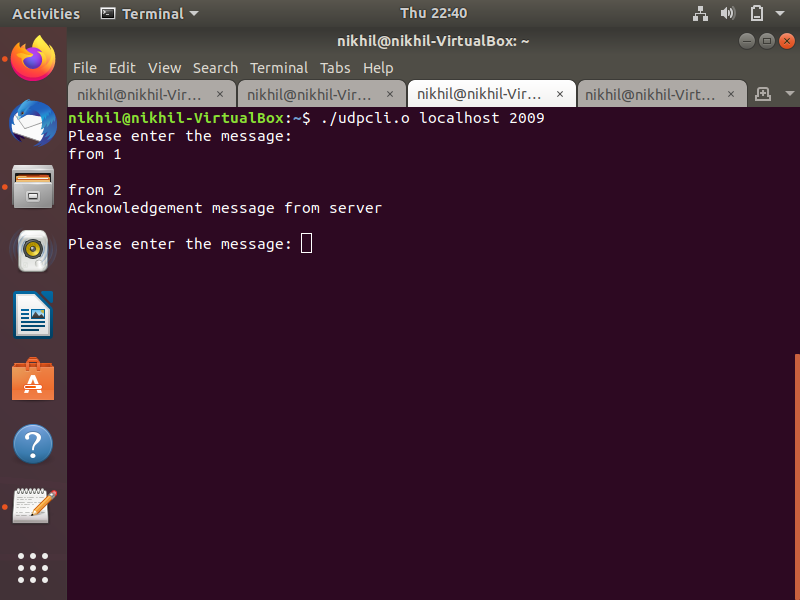 Activities Terminal Thu 22:40
nikhil@nikhil-VirtualBox: ~
File Edit View Search Terminal Tabs Help
nikhil@nikhil-Vir... × nikhil@nikhil-Vir... × nikhil@nikhil-Vir... × nikhil@nikhil-Virt... ×
nikhil@nikhil-VirtualBox:~$ ./udpcli.o localhost 2009
Please enter the message:
from 1
from 2
Acknowledgement message from server
Please enter the message: